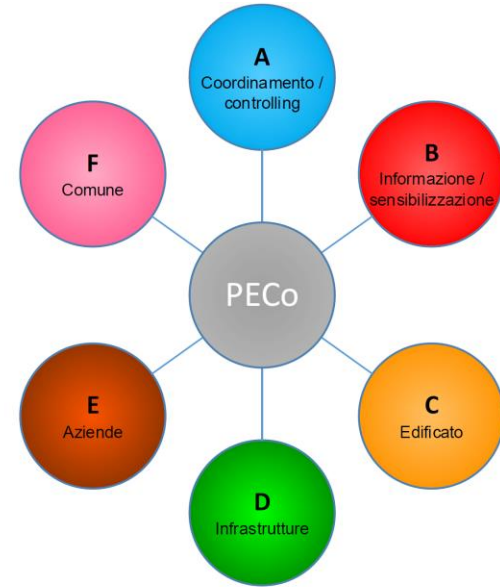 A
Coordinamento /
controlling
B
Informazione /
sensibilizzazione
C
Edificato
D
Infrastrutture
E
Aziende
F
Comune
PECo